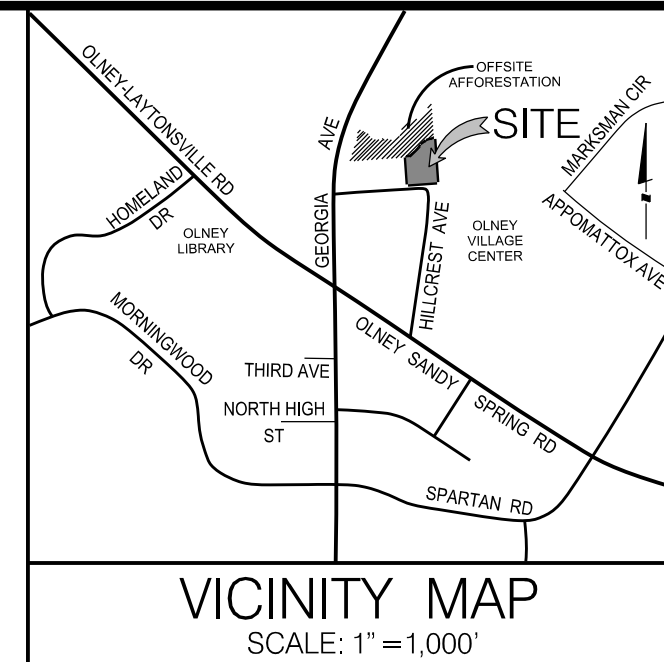 OLNEY-LAYTONSVILLE RD
AVE
GEORGIA
OFFSITE
AFFORESTATION
SITE
MARKSMAN CIR
APPOMATTOX AVE
HOMELAND
DR
OLNEY
LIBRARY
HILLCREST AVE
OLNEY
VILLAGE
CENTER
MORNINGWOOD
DR
OLNEY SANDY
SPRING RD
THIRD AVE
NORTH HIGH
ST
SPARTAN RD
VICINITY MAP
SCALE: 1" =1,000'